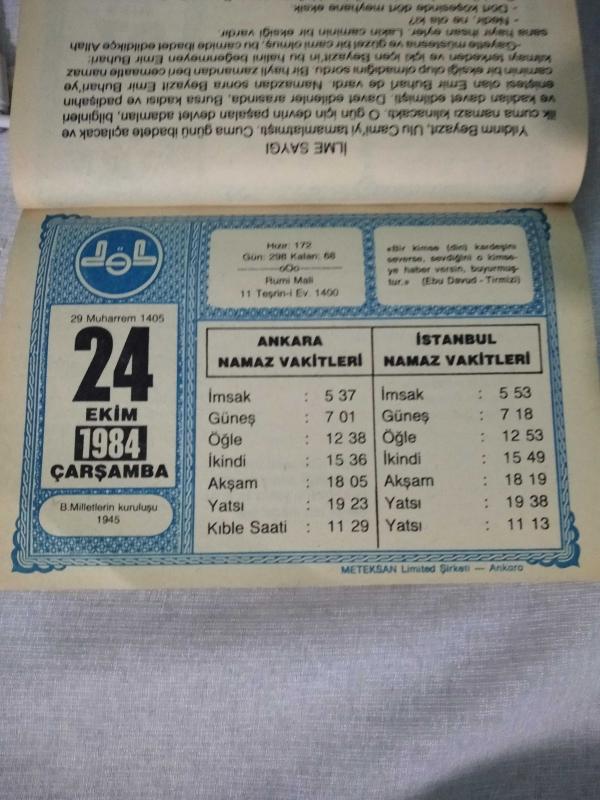 İLME SAYGI
Yıldırım Beyazıt, Ulu Cami'yi tamamlatmıştı. Cuma günü ibadete açılacak ve
ilk cuma namazı kılınacaktı. O gün için devrin paşaları devlet adamları, bilginleri
ve kadıları davet edilmişti. Davet edilenler arasında, Bursa kadısı ve padişahın
eniştesi olan Emir Buhari de vardı. Namazdan sonra Beyazıt Emir Buhari'ye
caminin bir eksiği olup olmadığını sordu. Bir hayli zamandan beri cemaatle namaz
kılmayı terkeden ve içki içen Beyazıt'in bu halini beğenmeyen Emir Buhari:
-Gayetle müstesna ve güzel bir cami olmuş, bu camide ibadet edildikçe Allah
sana hayır ihsan eyler. Lakin caminin bir eksiği vardır.
- Nedir, ne ola ki?
- Dört köşesinde dört meyhane eksik.
29 Muharrem 1405
24
EKİM
1984
ÇARŞAMBA
B.Milletlerin kuruluşu
1945
Hızır: 172
Gün: 298 Kalan: 68
oOo
Rumi Mali
11 Teşrin-i Ev. 1400
«Bir kimse (din) kardeşini
severse, sevdiğini o kimse-
ye haber versin, buyurmuş-
tur.» (Ebu Davud - Tirmizi)
ANKARA
NAMAZ VAKİTLERİ
İmsak : 5 37
Güneş : 7 01
Öğle : 12 38
İkindi : 15 36
Akşam : 18 05
Yatsı : 19 23
Kıble Saati : 11 29
İSTANBUL
NAMAZ VAKİTLERİ
İmsak : 5 53
Güneş : 7 18
Öğle : 12 53
İkindi : 15 49
Akşam : 18 19
Yatsı : 19 38
Yatsı : 11 13
METEKSAN Limited Şirketi — Ankara